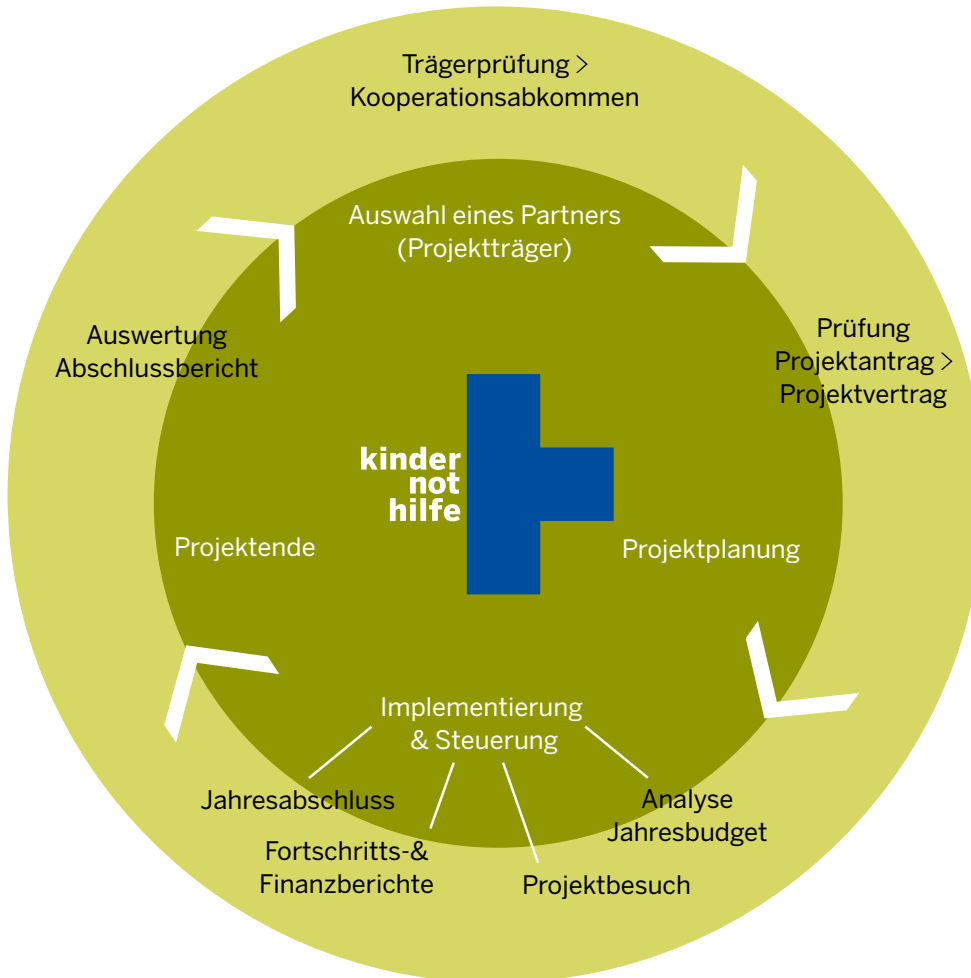 Trägerprüfung >
Kooperationsabkommen
Auswahl eines Partners
(Projektträger)
Prüfung
Projektantrag >
Projektvertrag
Projektplanung
Implementierung
& Steuerung
Analyse
Jahresbudget
Projektbesuch
Fortschritts-&
Finanzberichte
Jahresabschluss
Projektende
Auswertung
Abschlussbericht
kinder
not
hilfe